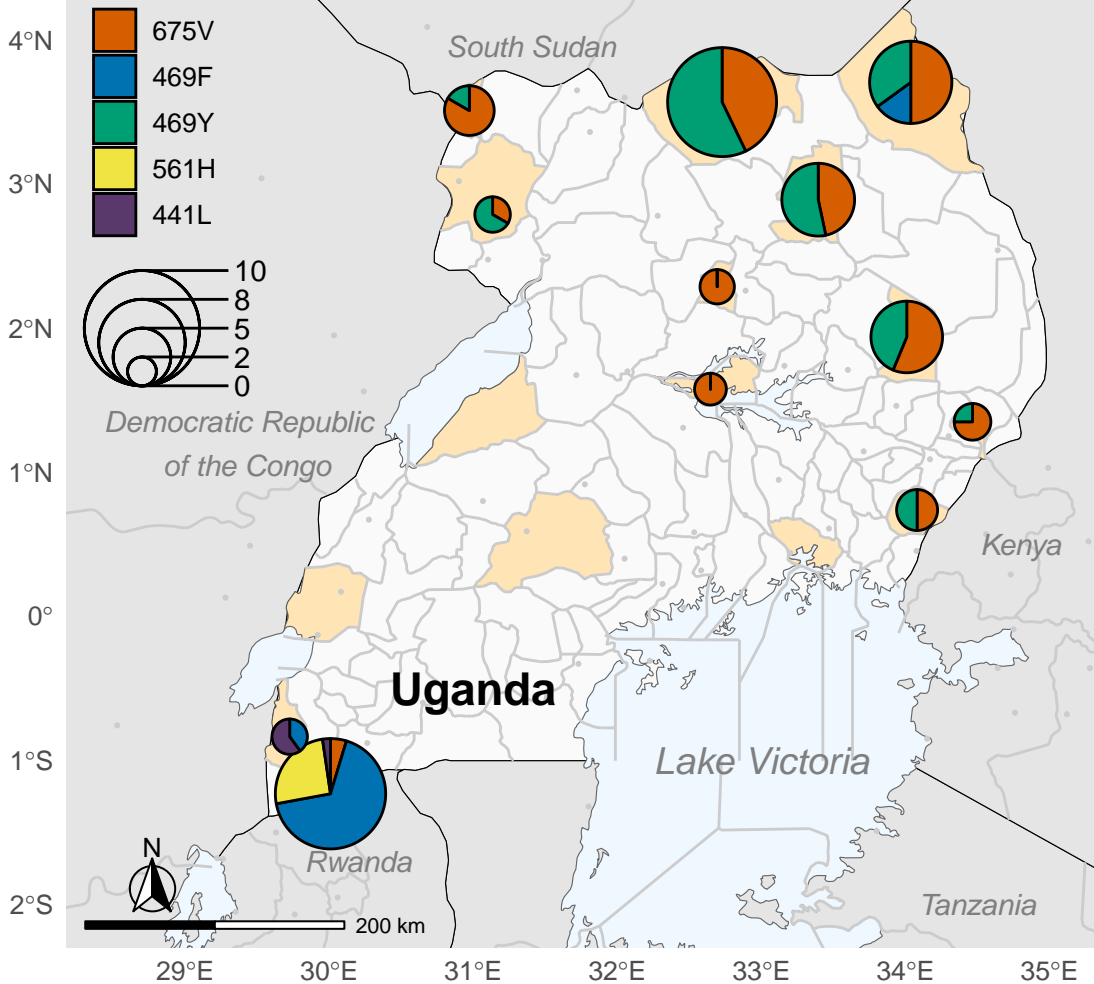 675V
469F
469Y
561H
441L
10
8
5
2
0
South Sudan
Democratic Republic
of the Congo
Kenya
Uganda
Lake Victoria
Rwanda
Tanzania
N
200 km
4°N
3°N
2°N
1°N
0°
1°S
2°S
29°E
30°E
31°E
32°E
33°E
34°E
35°E